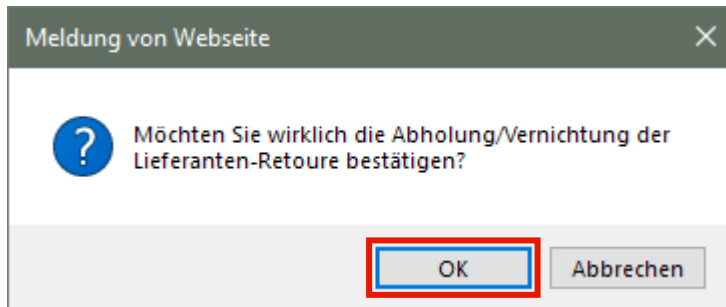 Meldung von Webseite
?
Möchten Sie wirklich die Abholung/Vernichtung der
Lieferanten-Retoure bestätigen?
OK
Abbrechen